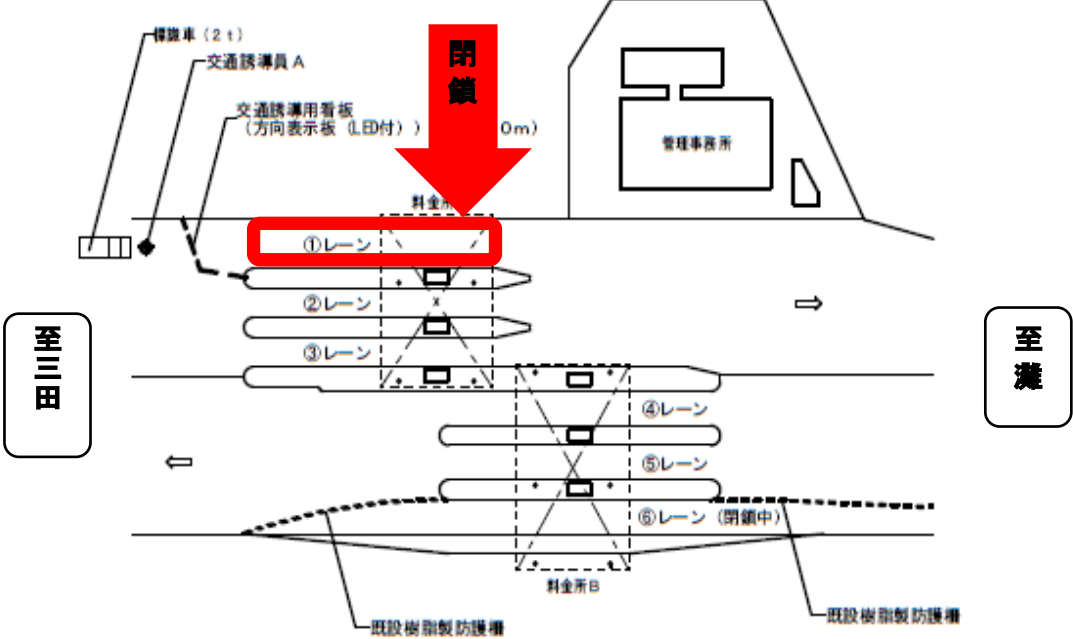 標識車（2ｔ）
交通誘導員Ａ
交通誘導用看板
（方向表示板（LED付））
0ｍ）
閉鎖
管理事務所
料金所
①レーン
②レーン
③レーン
④レーン
⑤レーン
⑥レーン（閉鎖中）
至三田
至灘
料金所Ｂ
既設樹脂製防護柵
既設樹脂製防護柵